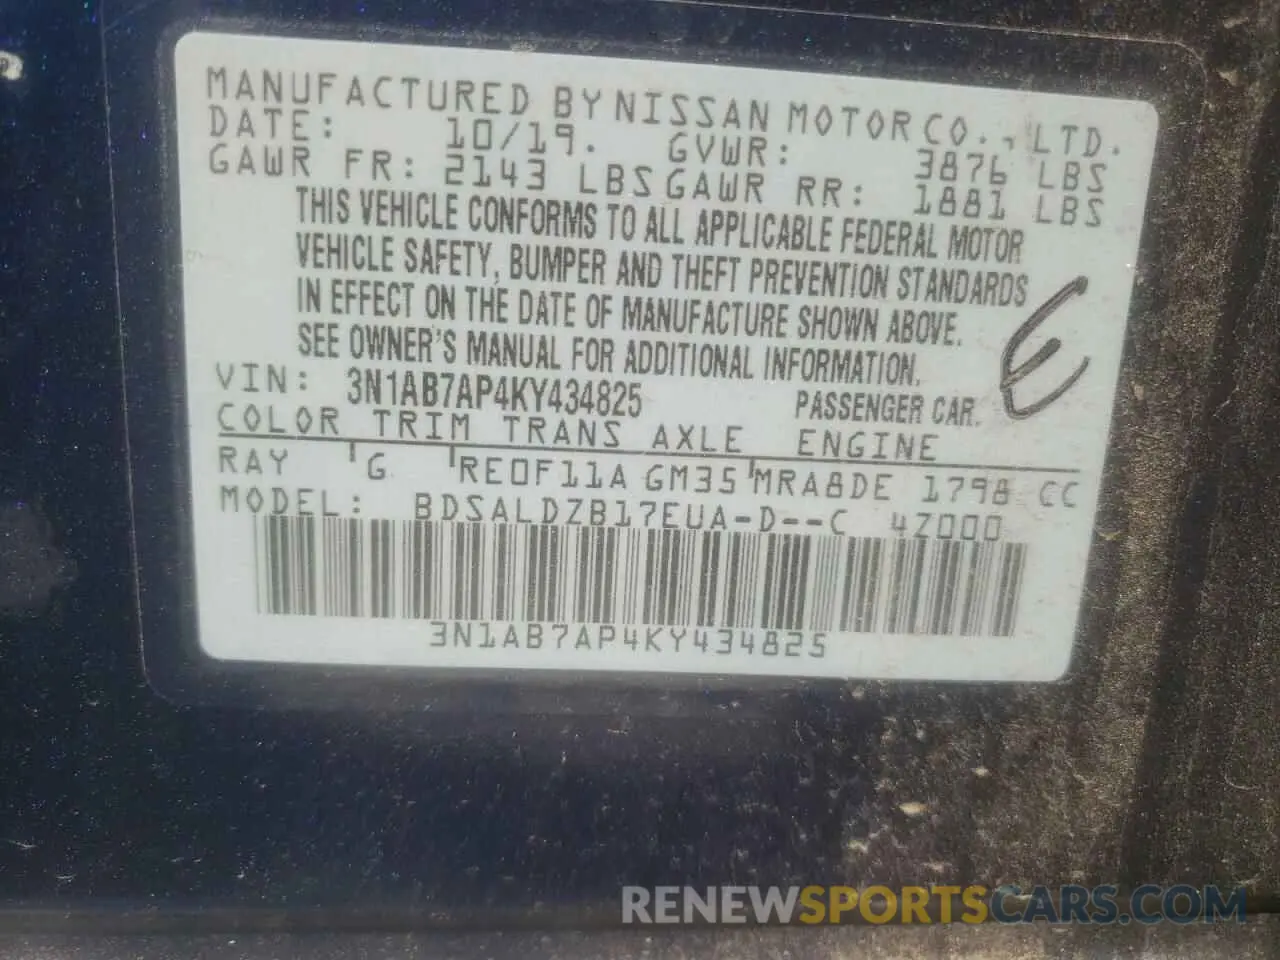 MANUFACTURED BY NISSAN MOTOR CO., LTD.
DATE: 10/19. GVWR: 3876 LBS
GAWR FR: 2143 LBS GAWR RR: 1881 LBS
THIS VEHICLE CONFORMS TO ALL APPLICABLE FEDERAL MOTOR
VEHICLE SAFETY, BUMPER AND THEFT PREVENTION STANDARDS
IN EFFECT ON THE DATE OF MANUFACTURE SHOWN ABOVE.
SEE OWNER'S MANUAL FOR ADDITIONAL INFORMATION.
E
VIN: 3N1AB7AP4KY434825 PASSENGER CAR.
COLOR TRIM TRANS AXLE ENGINE
RAY G RE0F11A GM35 MRA8DE 1798 CC
MODEL: BDSALDZB17EUA-D--C 4Z000
3N1AB7AP4KY434825
RENEWSPORTSCARS.COM